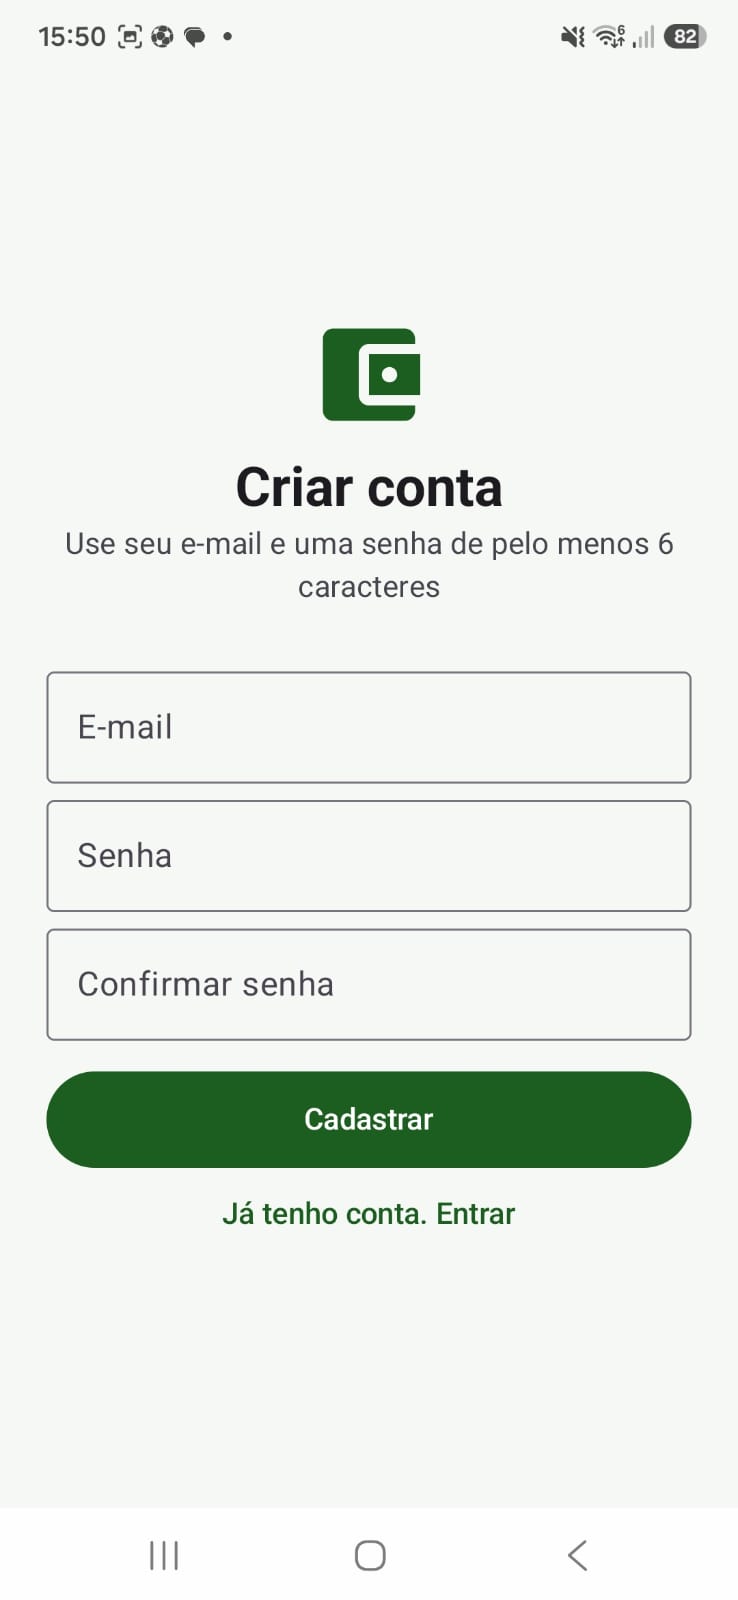 15:50
6
82
Criar conta
Use seu e-mail e uma senha de pelo menos 6
caracteres
E-mail
Senha
Confirmar senha
Cadastrar
Já tenho conta. Entrar